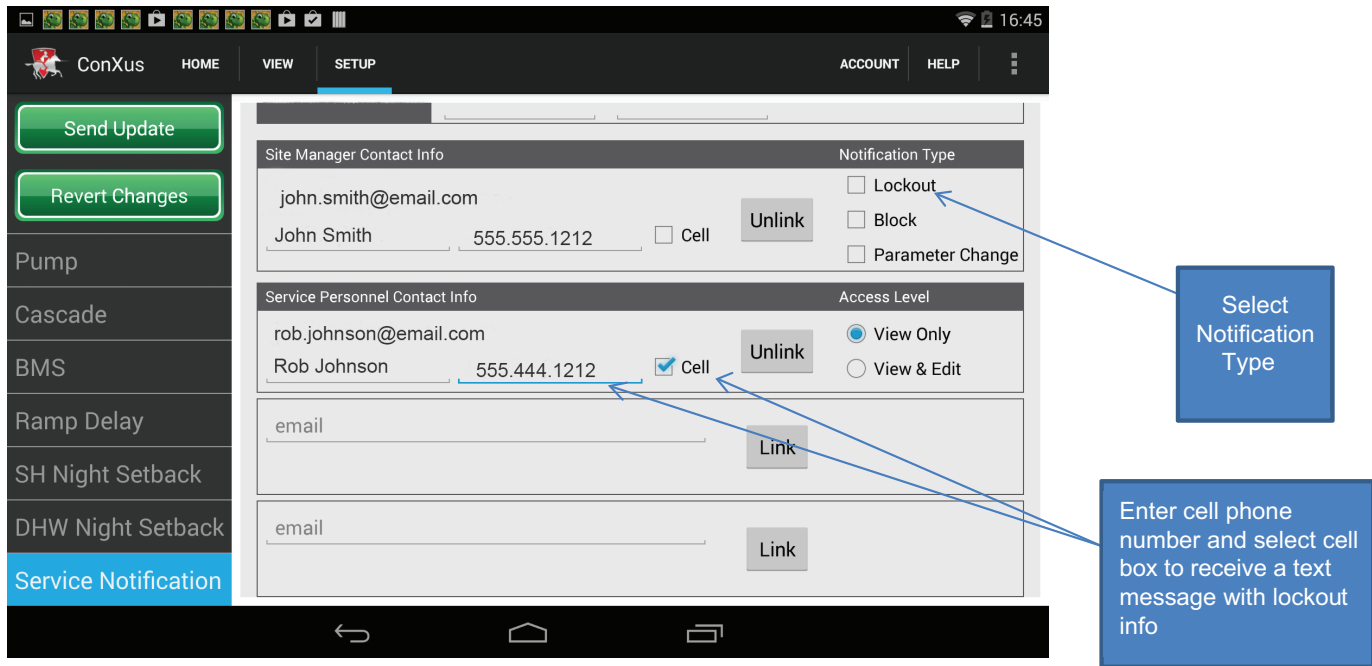 16:45
ConXus HOME VIEW SETUP ACCOUNT HELP
Send Update
Revert Changes
Pump
Cascade
BMS
Ramp Delay
SH Night Setback
DHW Night Setback
Service Notification
Site Manager Contact Info Notification Type
john.smith@email.com
John Smith 555.555.1212 Cell Unlink
Lockout
Block
Parameter Change
Service Personnel Contact Info Access Level
rob.johnson@email.com
Rob Johnson 555.444.1212 Cell Unlink
View Only
View & Edit
email
Link
email
Link
Select
Notification
Type
Enter cell phone
number and select cell
box to receive a text
message with lockout
info